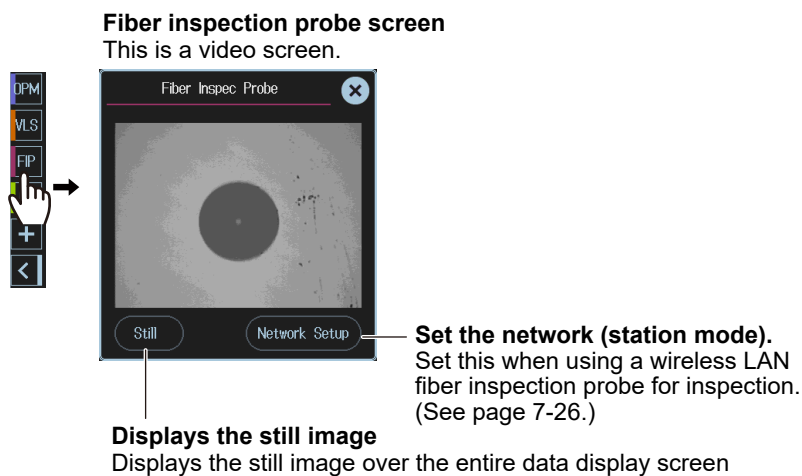 Fiber inspection probe screen
This is a video screen.
OPM
VLS
FIP
Fiber Inspec Probe
Still
Network Setup
Set the network (station mode).
Set this when using a wireless LAN
fiber inspection probe for inspection.
(See page 7-26.)
Displays the still image
Displays the still image over the entire data display screen